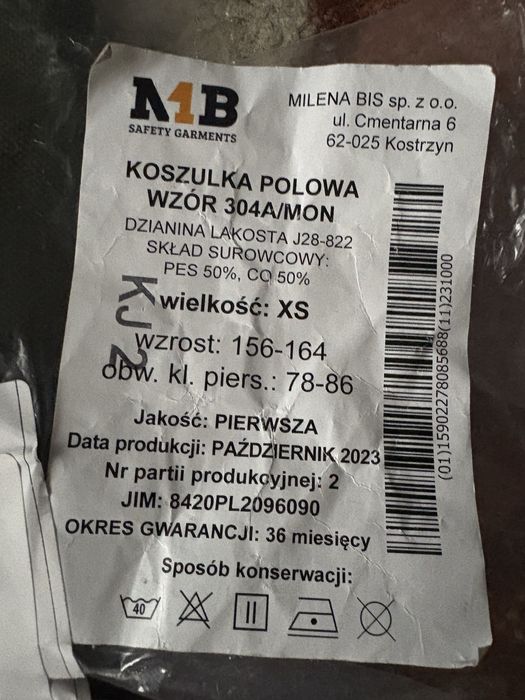 M1B
SAFETY GARMENTS
MILENA BIS sp. z o.o.
ul. Cmentarna 6
62-025 Kostrzyn
KOSZULKA POLOWA
WZÓR 304A/MON
DZIANINA LAKOSTA J28-822
SKŁAD SUROWCOWY:
PES 50%, CO 50%
KJ 2
wielkość: XS
wzrost: 156-164
obw. kl. piers.: 78-86
Jakość: PIERWSZA
Data produkcji: PAŹDZIERNIK 2023
Nr partii produkcyjnej: 2
JIM: 8420PL2096090
OKRES GWARANCJI: 36 miesięcy
Sposób konserwacji:
40
(01)15902278085688(11)231000